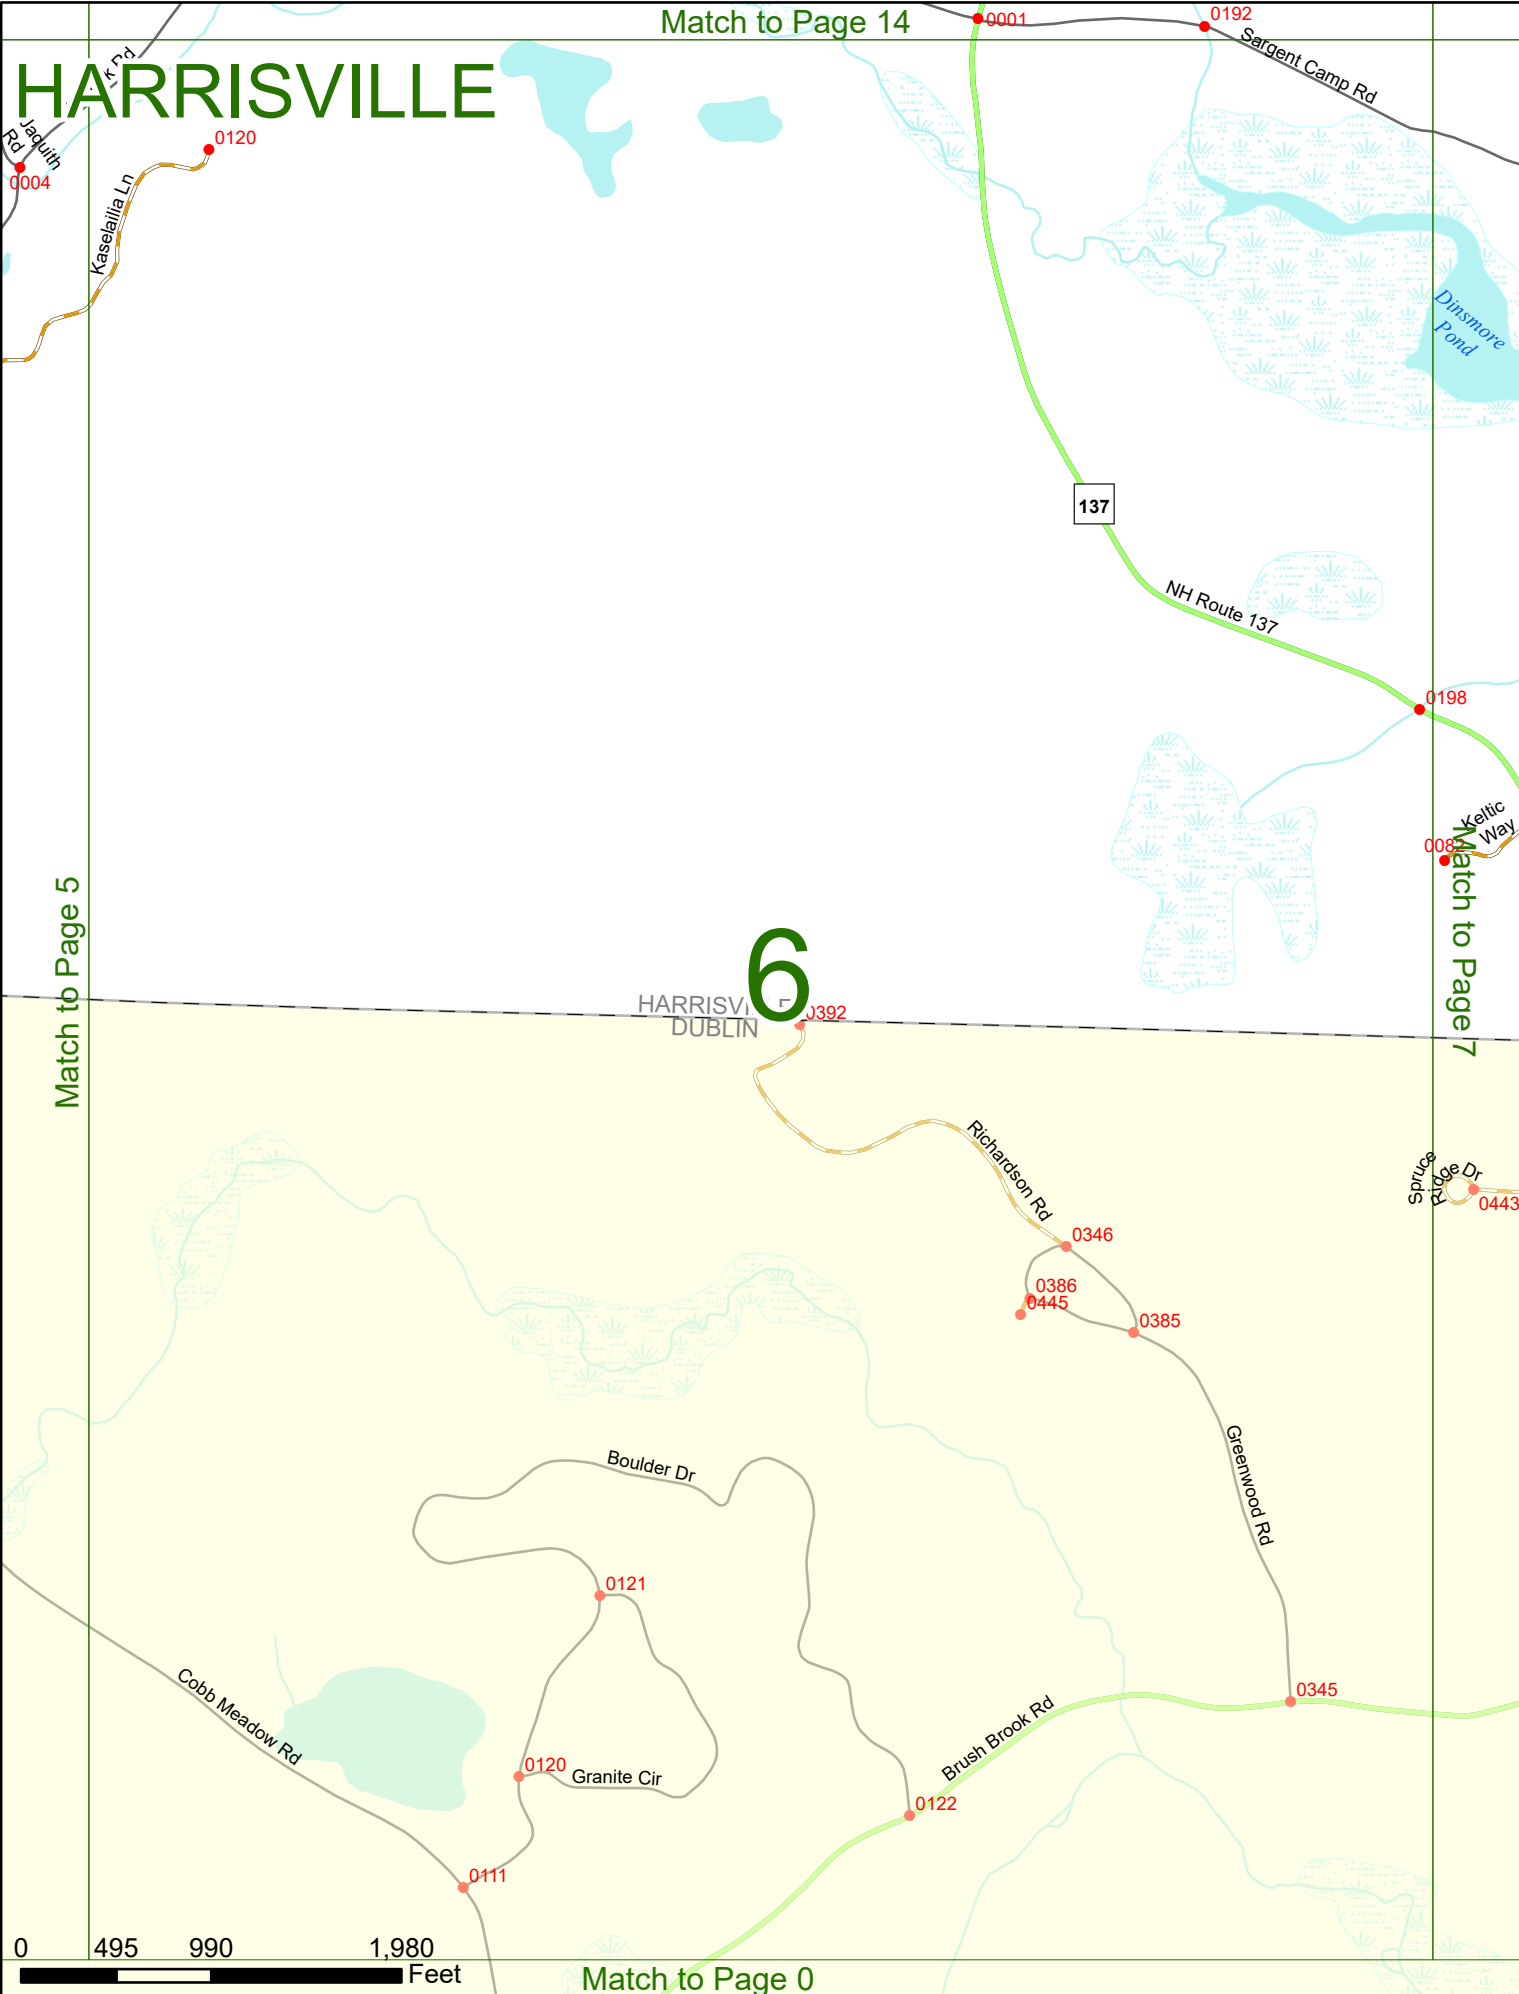 Match to Page 14
0001
0192
Sargent Camp Rd
HARRISVILLE
Rd
Jaquith
Rd
0004
0120
Kaselailia Ln
Dinsmore
Pond
137
NH Route 137
0198
Keltic
Way
0082
Match to Page 5
Match to Page 7
6
DUBLIN
0392
Richardson Rd
Spruce
Ridge Dr
0443
0346
0386
0445
0385
Greenwood Rd
Boulder Dr
0121
Cobb Meadow Rd
0345
Brush Brook Rd
0120
Granite Cir
0122
0111
0 495 990 1,980
Feet
Match to Page 0